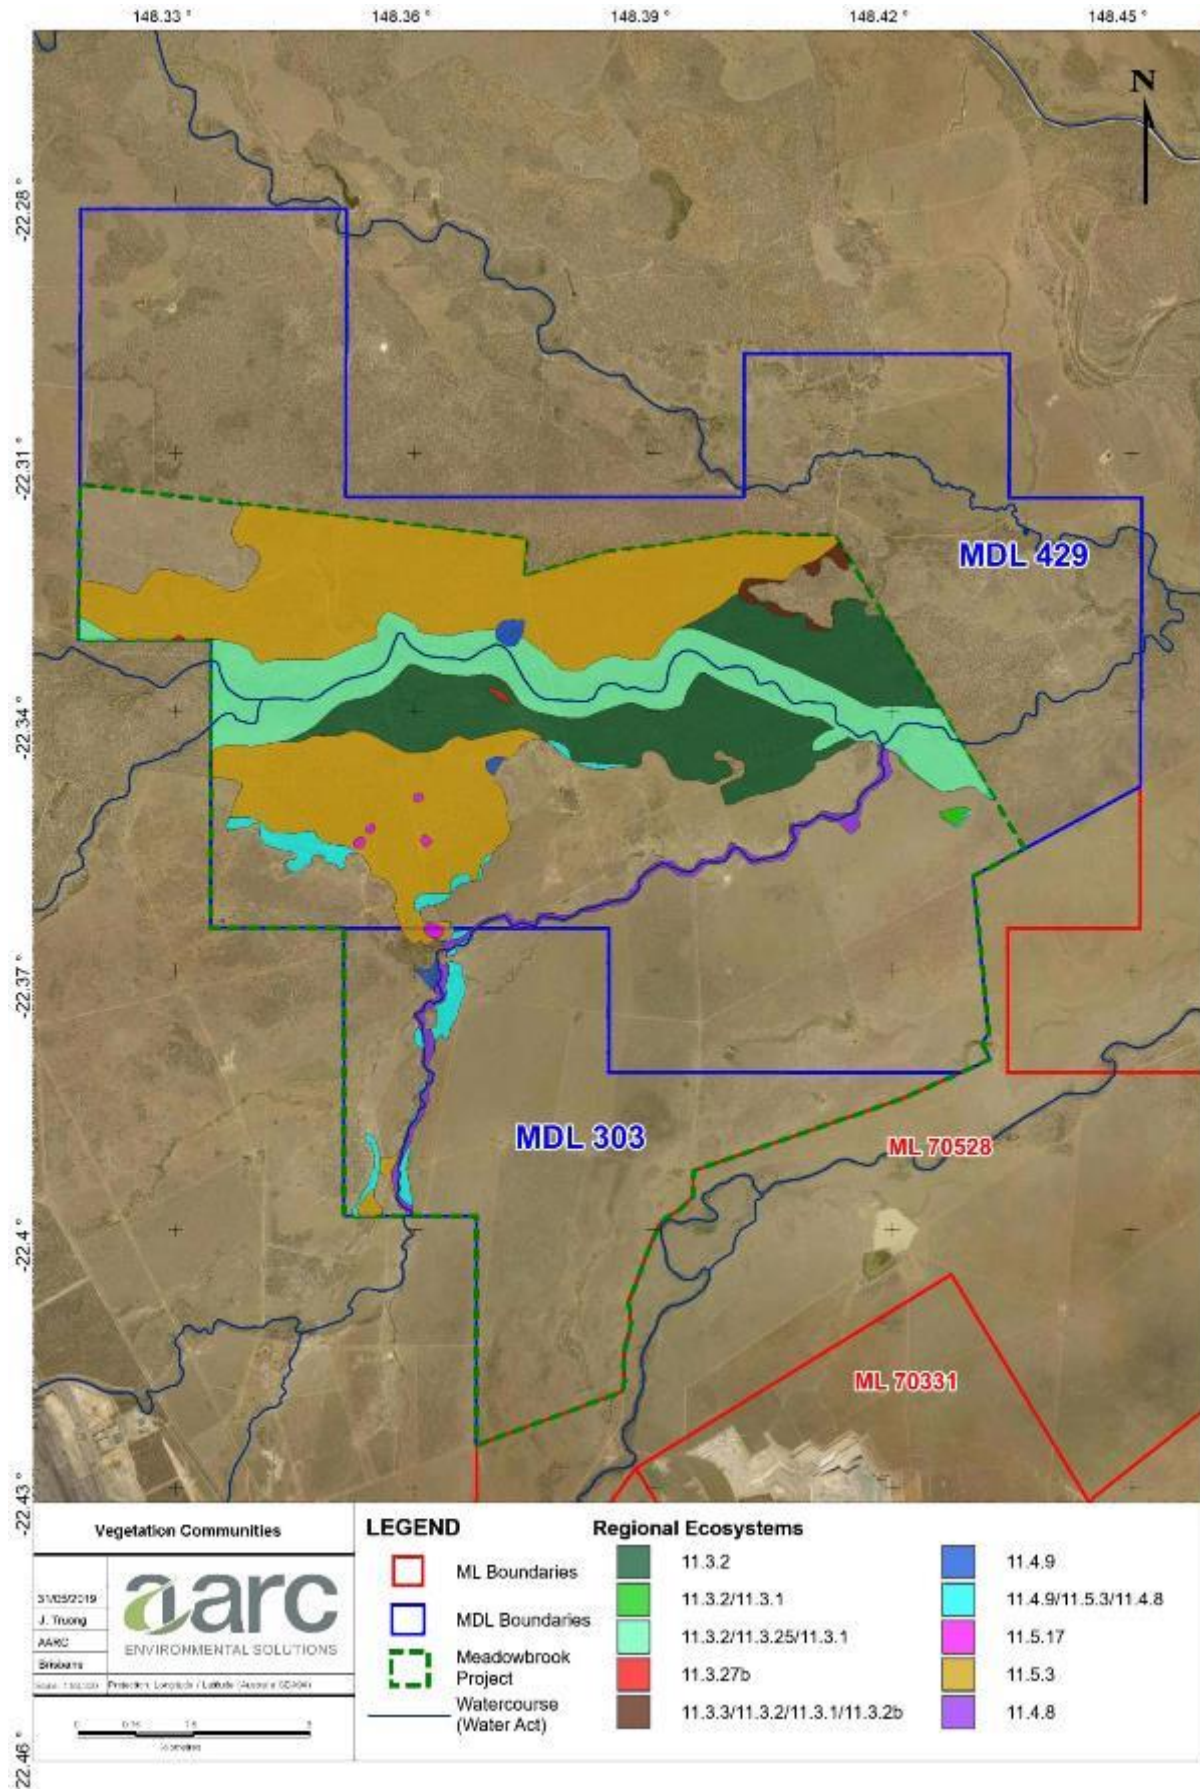 148.33 ° 148.36 ° 148.39 ° 148.42 ° 148.45 °
N
-22.28 °
-22.31 °
MDL 429
-22.34 °
-22.37 °
MDL 303
ML 70528
-22.4 °
ML 70331
-22.43 °
-22.46
Vegetation Communities
31/05/2019
J. Truong
AARC
Brisbane
aarc
ENVIRONMENTAL SOLUTIONS
LEGEND
ML Boundaries
MDL Boundaries
Meadowbrook
Project
Watercourse
(Water Act)
Regional Ecosystems
11.3.2
11.3.2/11.3.1
11.3.2/11.3.25/11.3.1
11.3.27b
11.3.3/11.3.2/11.3.1/11.3.2b
11.4.9
11.4.9/11.5.3/11.4.8
11.5.17
11.5.3
11.4.8